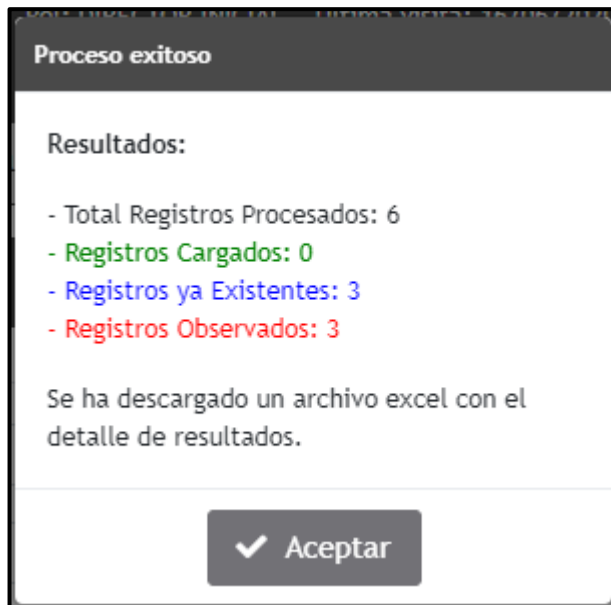 Proceso exitoso
Resultados:
- Total Registros Procesados: 6
- Registros Cargados: 0
- Registros ya Existentes: 3
- Registros Observados: 3
Se ha descargado un archivo excel con el
detalle de resultados.
Aceptar